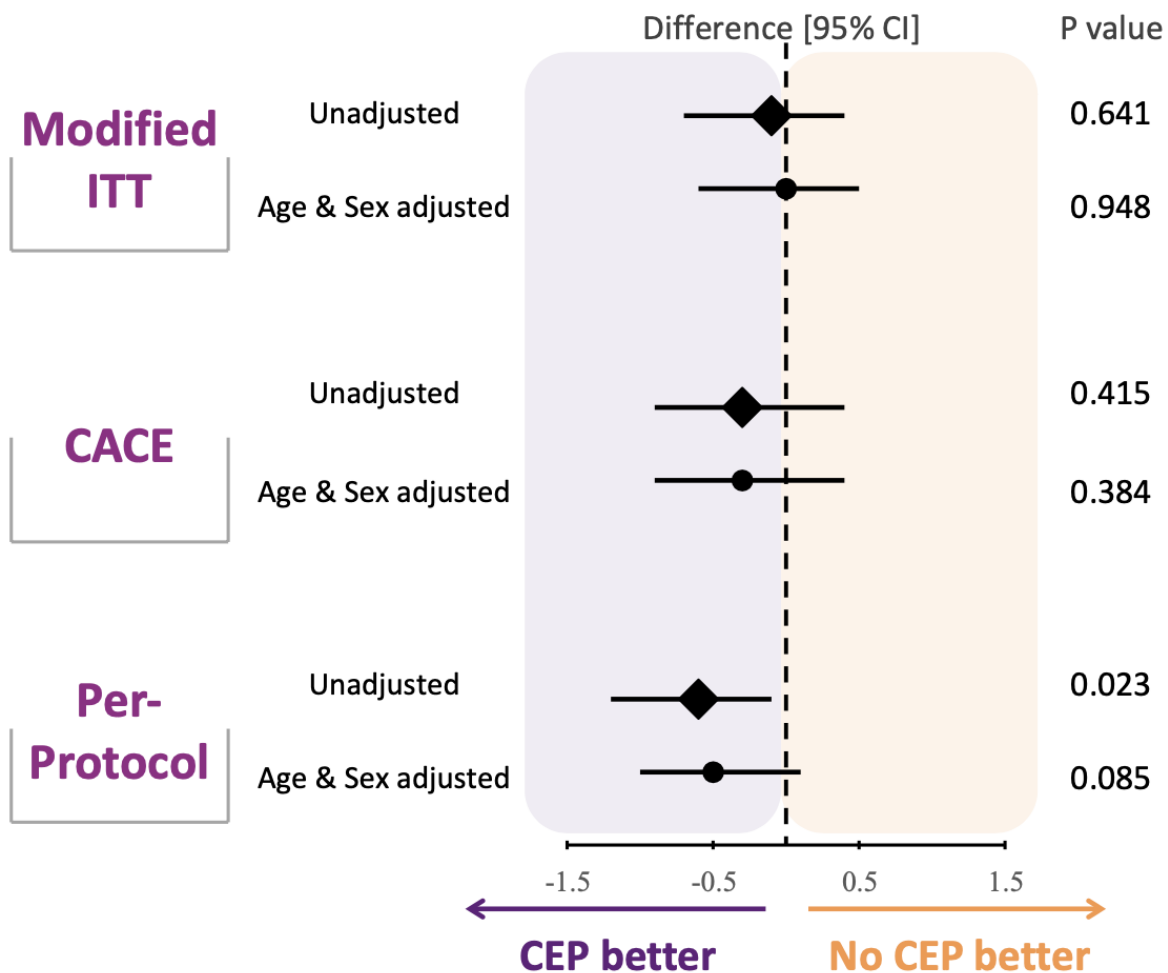 Difference [95% CI] P value
Modified
ITT
Unadjusted 0.641
Age & Sex adjusted 0.948
CACE
Unadjusted 0.415
Age & Sex adjusted 0.384
Per-
Protocol
Unadjusted 0.023
Age & Sex adjusted 0.085
-1.5 -0.5 0.5 1.5
CEP better No CEP better